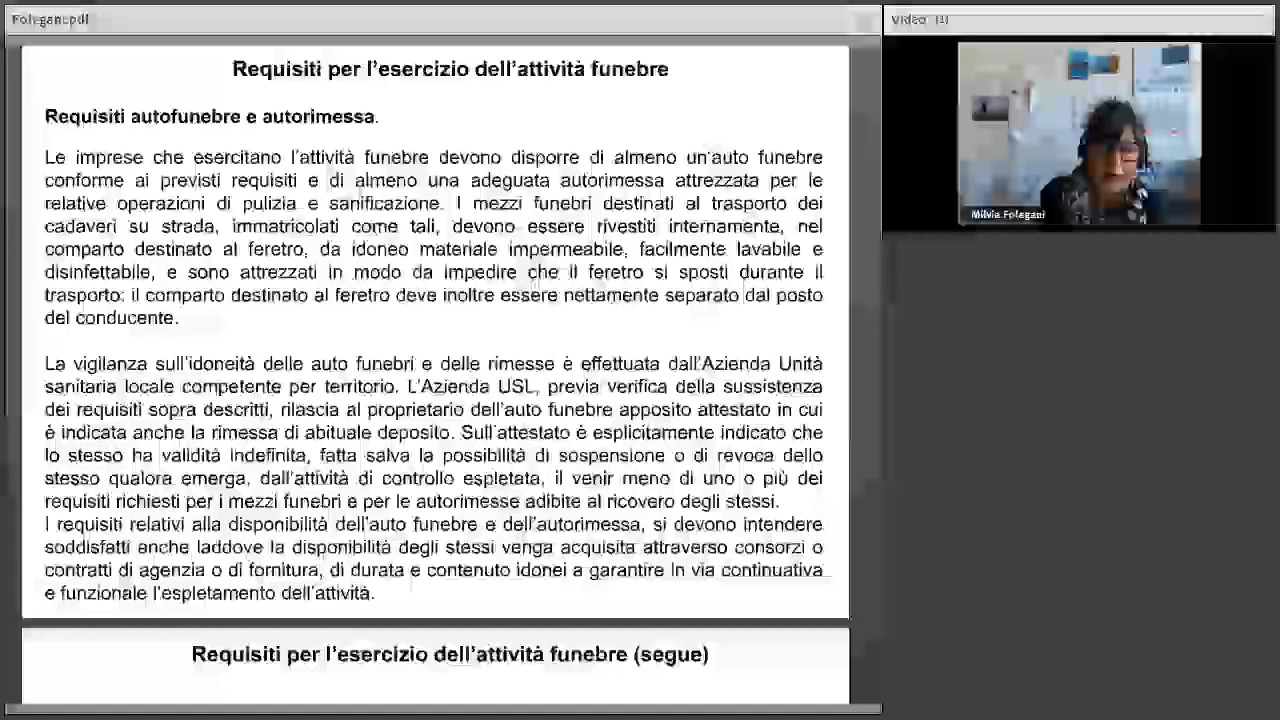 Folegani.pdf
Video (1)
Requisiti per l'esercizio dell'attività funebre
Requisiti autofunebre e autorimessa.
Le imprese che esercitano l'attività funebre devono disporre di almeno un'auto funebre
conforme ai previsti requisiti e di almeno una adeguata autorimessa attrezzata per le
relative operazioni di pulizia e sanificazione. I mezzi funebri destinati al trasporto dei
cadaveri su strada, immatricolati come tali, devono essere rivestiti internamente, nel
comparto destinato al feretro, da idoneo materiale impermeabile, facilmente lavabile e
disinfettabile, e sono attrezzati in modo da impedire che il feretro si sposti durante il
trasporto: il comparto destinato al feretro deve inoltre essere nettamente separato dal posto
del conducente.
La vigilanza sull'idoneità delle auto funebri e delle rimesse è effettuata dall'Azienda Unità
sanitaria locale competente per territorio. L'Azienda USL, previa verifica della sussistenza
dei requisiti sopra descritti, rilascia al proprietario dell'auto funebre apposito attestato in cui
è indicata anche la rimessa di abituale deposito. Sull'attestato è esplicitamente indicato che
lo stesso ha validità indefinita, fatta salva la possibilità di sospensione o di revoca dello
stesso qualora emerga, dall'attività di controllo espletata, il venir meno di uno o più dei
requisiti richiesti per i mezzi funebri e per le autorimesse adibite al ricovero degli stessi.
I requisiti relativi alla disponibilità dell'auto funebre e dell'autorimessa, si devono intendere
soddisfatti anche laddove la disponibilità degli stessi venga acquisita attraverso consorzi o
contratti di agenzia o di fornitura, di durata e contenuto idonei a garantire in via continuativa
e funzionale l'espletamento dell'attività.
Requisiti per l'esercizio dell'attività funebre (segue)
Milvia Folegani